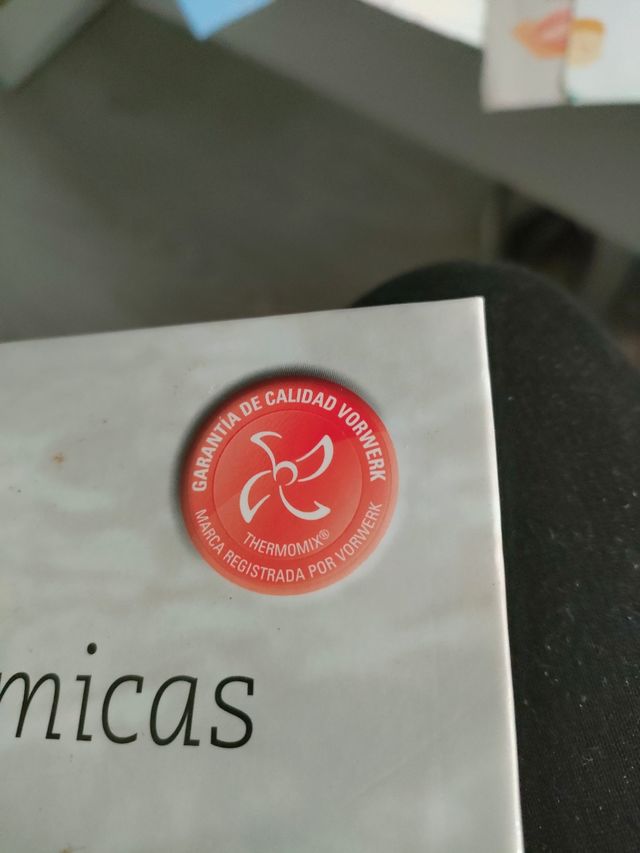 GARANTÍA DE CALIDAD VORWERK
THERMOMIX®
MARCA REGISTRADA POR VORWERK
micas